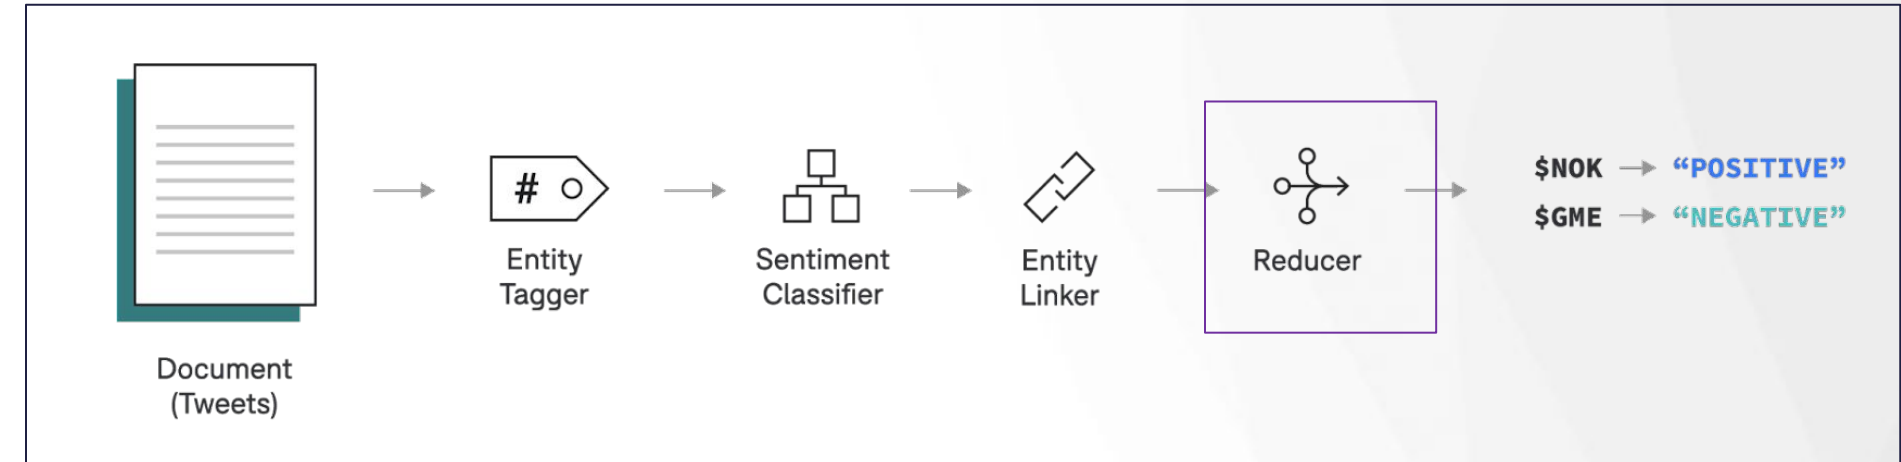 Document
(Tweets)
#
Entity
Tagger
Sentiment
Classifier
Entity
Linker
Reducer
$NOK → “POSITIVE”
$GME → “NEGATIVE”